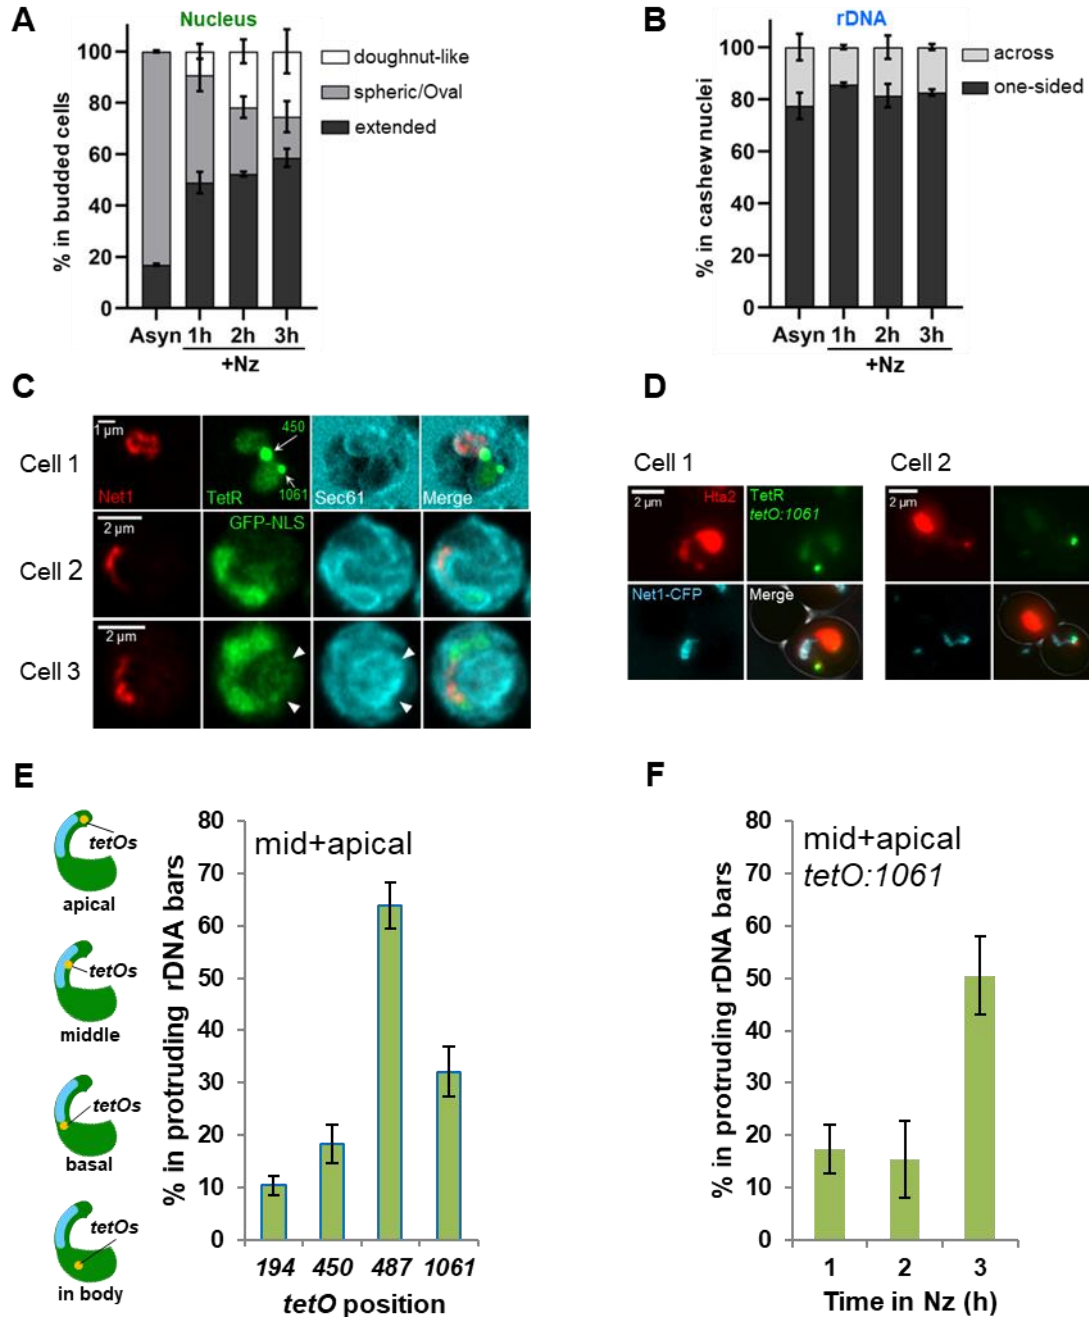 A
Nucleus
% in budded cells
100
80
60
40
20
0
Asyn 1h 2h 3h
+Nz
doughnut-like
spheric/Oval
extended
B
rDNA
% in cashew nuclei
100
80
60
40
20
0
Asyn 1h 2h 3h
+Nz
across
one-sided
C
Cell 1
1 µm
Net1
450
1061
TetR
Sec61
Merge
Cell 2
2 µm
GFP-NLS
Cell 3
2 µm
D
Cell 1
Cell 2
2 µm
Hta2
TetR
tetO:1061
2 µm
Net1-CFP
Merge
E
tetOs
apical
tetOs
middle
tetOs
basal
tetOs
in body
% in protruding rDNA bars
80
70
60
50
40
30
20
10
0
mid+apical
194 450 487 1061
tetO position
F
% in protruding rDNA bars
80
70
60
50
40
30
20
10
0
mid+apical
tetO:1061
1 2 3
Time in Nz (h)